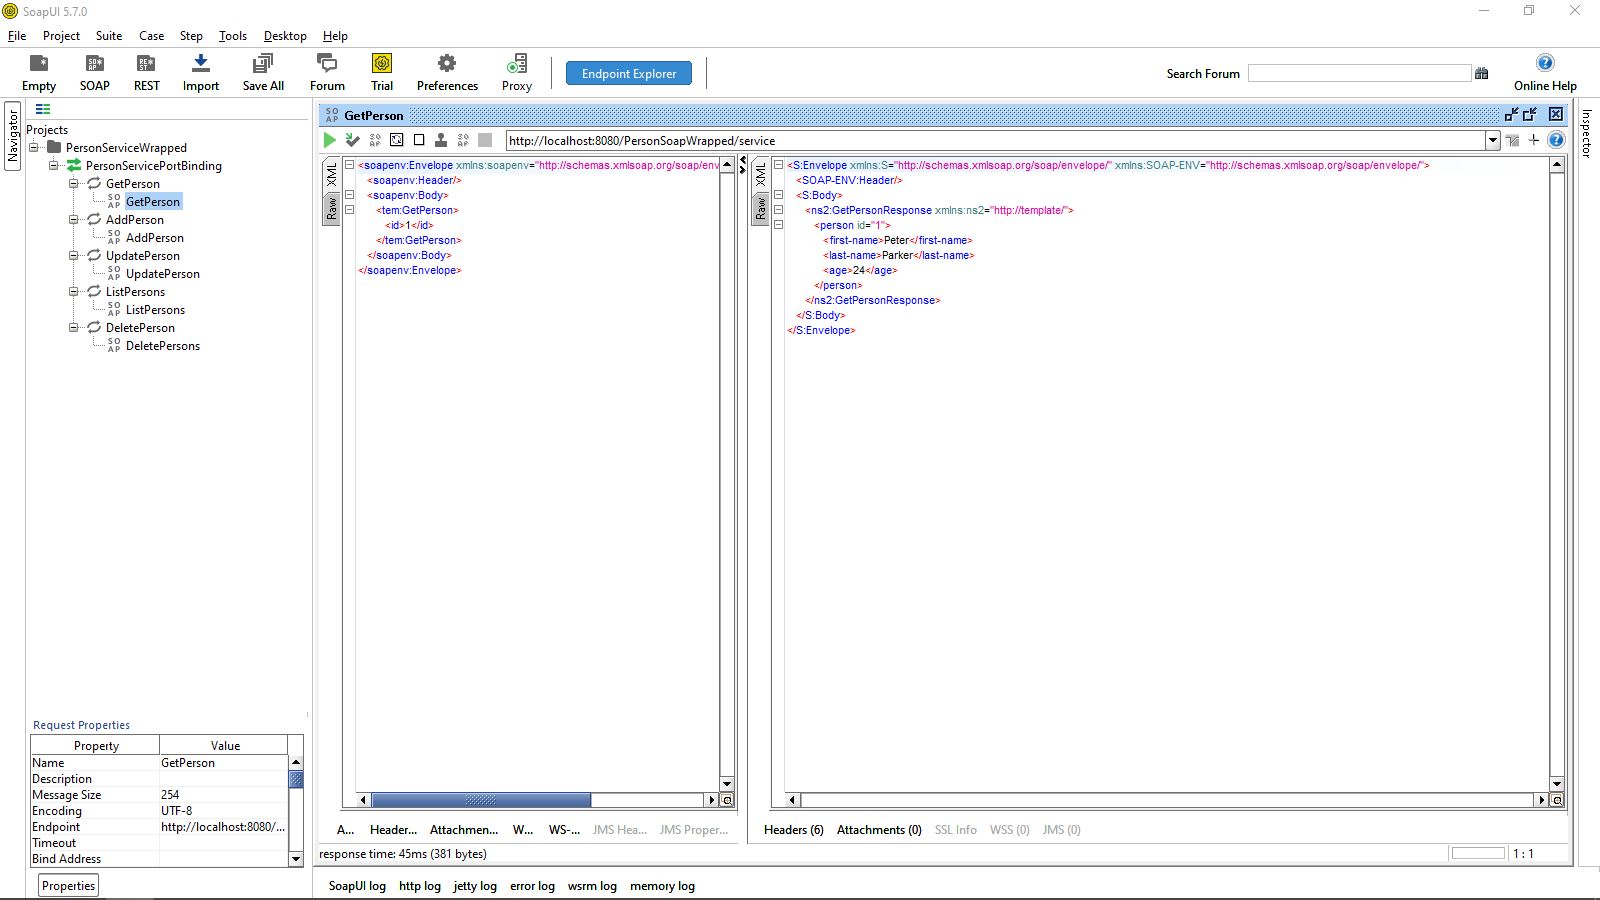 SoapUI 5.7.0
File Project Suite Case Step Tools Desktop Help
Empty SOAP REST Import Save All Forum Trial Preferences Proxy Endpoint Explorer Search Forum Online Help
Navigator
Projects
PersonServiceWrapped
PersonServicePortBinding
GetPerson
GetPerson
AddPerson
AddPerson
UpdatePerson
UpdatePerson
ListPersons
ListPersons
DeletePerson
DeletePersons
Request Properties
Property Value
Name GetPerson
Description
Message Size 254
Encoding UTF-8
Endpoint http://localhost:8080/...
Timeout
Bind Address
Properties
SOAP GetPerson
http://localhost:8080/PersonSoapWrapped/service
XML
Raw
<soapenv:Envelope xmlns:soapenv="http://schemas.xmlsoap.org/soap/env
<soapenv:Header/>
<soapenv:Body>
<tem:GetPerson>
<id>1</id>
</tem:GetPerson>
</soapenv:Body>
</soapenv:Envelope>
A... Header... Attachmen... W... WS-... JMS Hea... JMS Proper...
XML
Raw
<S:Envelope xmlns:S="http://schemas.xmlsoap.org/soap/envelope/" xmlns:SOAP-ENV="http://schemas.xmlsoap.org/soap/envelope/">
<SOAP-ENV:Header/>
<S:Body>
<ns2:GetPersonResponse xmlns:ns2="http://template/">
<person id="1">
<first-name>Peter</first-name>
<last-name>Parker</last-name>
<age>24</age>
</person>
</ns2:GetPersonResponse>
</S:Body>
</S:Envelope>
Headers (6) Attachments (0) SSL Info WSS (0) JMS (0)
response time: 45ms (381 bytes)
1 : 1
Inspector
SoapUI log http log jetty log error log wsrm log memory log